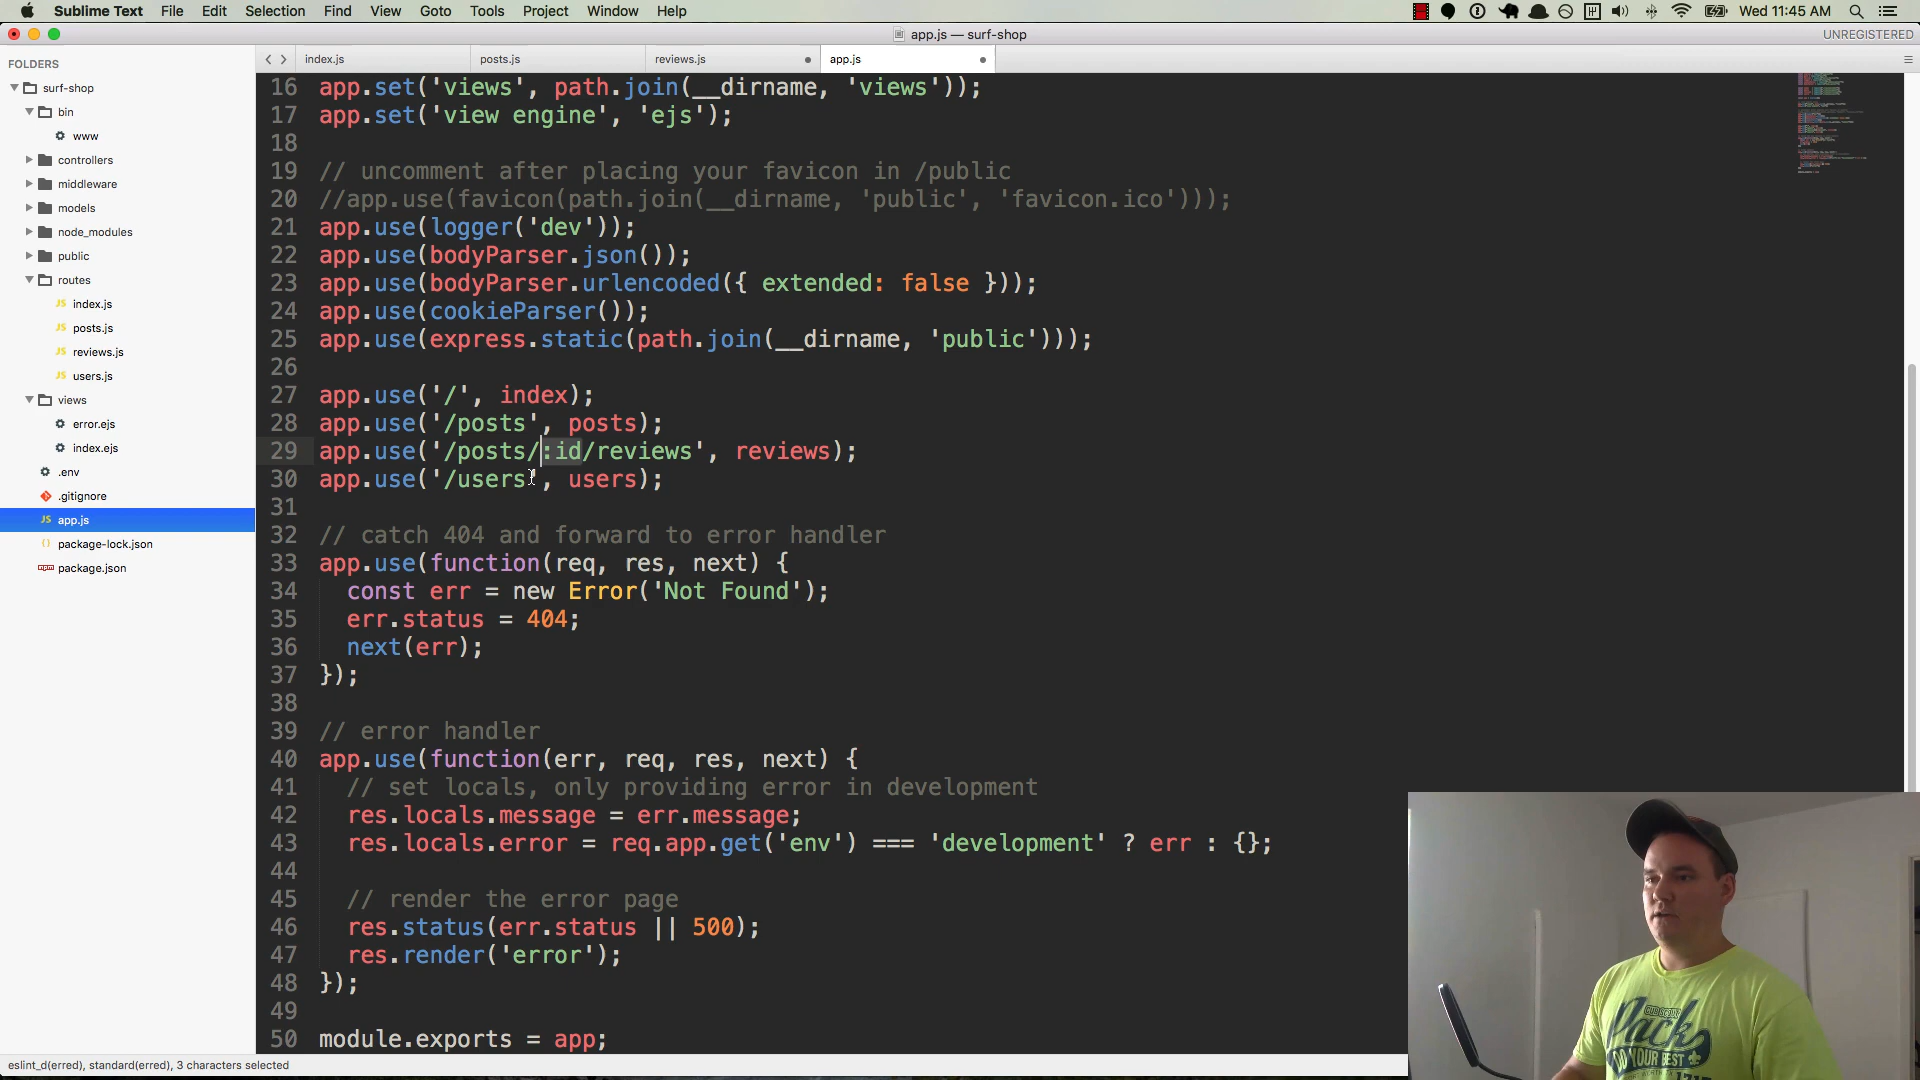 Sublime Text File Edit Selection Find View Goto Tools Project Window Help Wed 11:45 AM
app.js — surf-shop UNREGISTERED
FOLDERS
surf-shop
bin
www
controllers
middleware
models
node_modules
public
routes
JS index.js
JS posts.js
JS reviews.js
JS users.js
views
error.ejs
index.ejs
.env
.gitignore
JS app.js
package-lock.json
package.json
index.js posts.js reviews.js app.js
16 app.set('views', path.join(__dirname, 'views'));
17 app.set('view engine', 'ejs');
18
19 // uncomment after placing your favicon in /public
20 //app.use(favicon(path.join(__dirname, 'public', 'favicon.ico')));
21 app.use(logger('dev'));
22 app.use(bodyParser.json());
23 app.use(bodyParser.urlencoded({ extended: false }));
24 app.use(cookieParser());
25 app.use(express.static(path.join(__dirname, 'public')));
26
27 app.use('/', index);
28 app.use('/posts', posts);
29 app.use('/posts/:id/reviews', reviews);
30 app.use('/users', users);
31
32 // catch 404 and forward to error handler
33 app.use(function(req, res, next) {
34 const err = new Error('Not Found');
35 err.status = 404;
36 next(err);
37 });
38
39 // error handler
40 app.use(function(err, req, res, next) {
41 // set locals, only providing error in development
42 res.locals.message = err.message;
43 res.locals.error = req.app.get('env') === 'development' ? err : {};
44
45 // render the error page
46 res.status(err.status || 500);
47 res.render('error');
48 });
49
50 module.exports = app;
eslint_d(erred), standard(erred), 3 characters selected